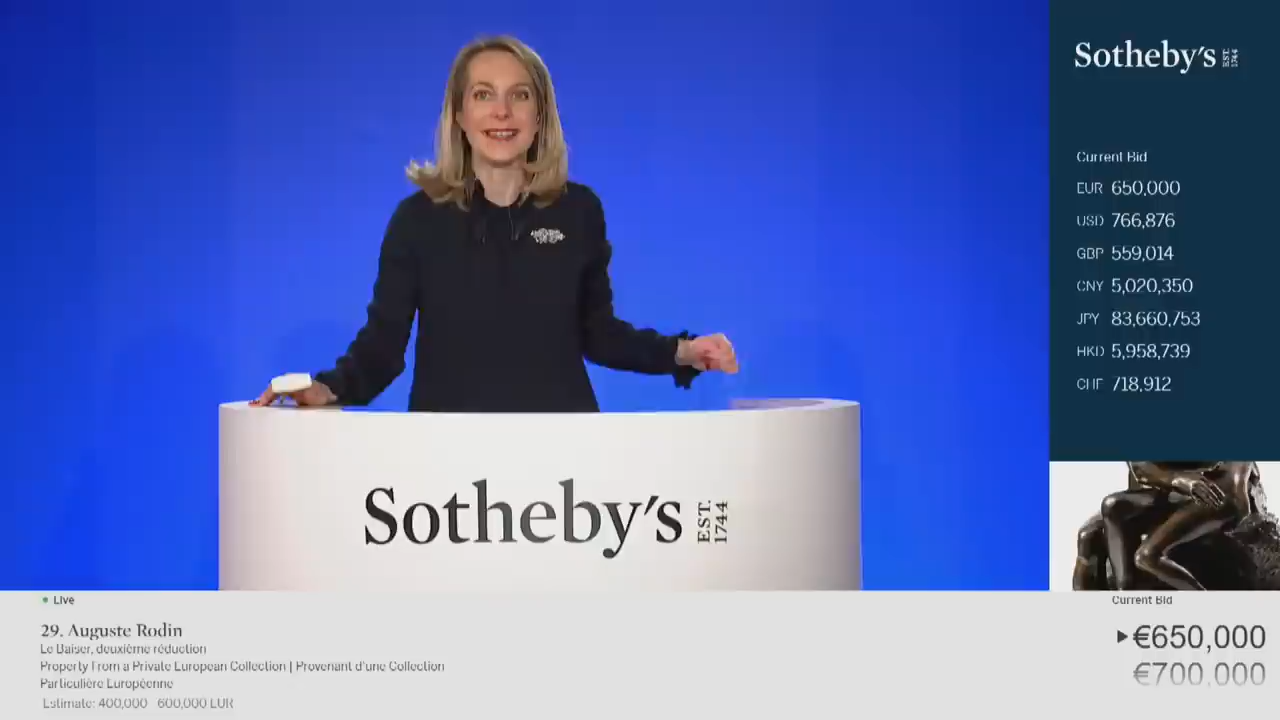 Sotheby's EST. 1744
Current Bid
EUR 650,000
USD 766,876
GBP 559,014
CNY 5,020,350
JPY 83,660,753
HKD 5,958,739
CHF 718,912
Sotheby's EST. 1744
Live
29. Auguste Rodin
Le Baiser, deuxième réduction
Property from a Private European Collection | Provenant d'une Collection
Particulière Européenne
Estimate: 400,000 - 600,000 EUR
Current Bid
€650,000
€700,000